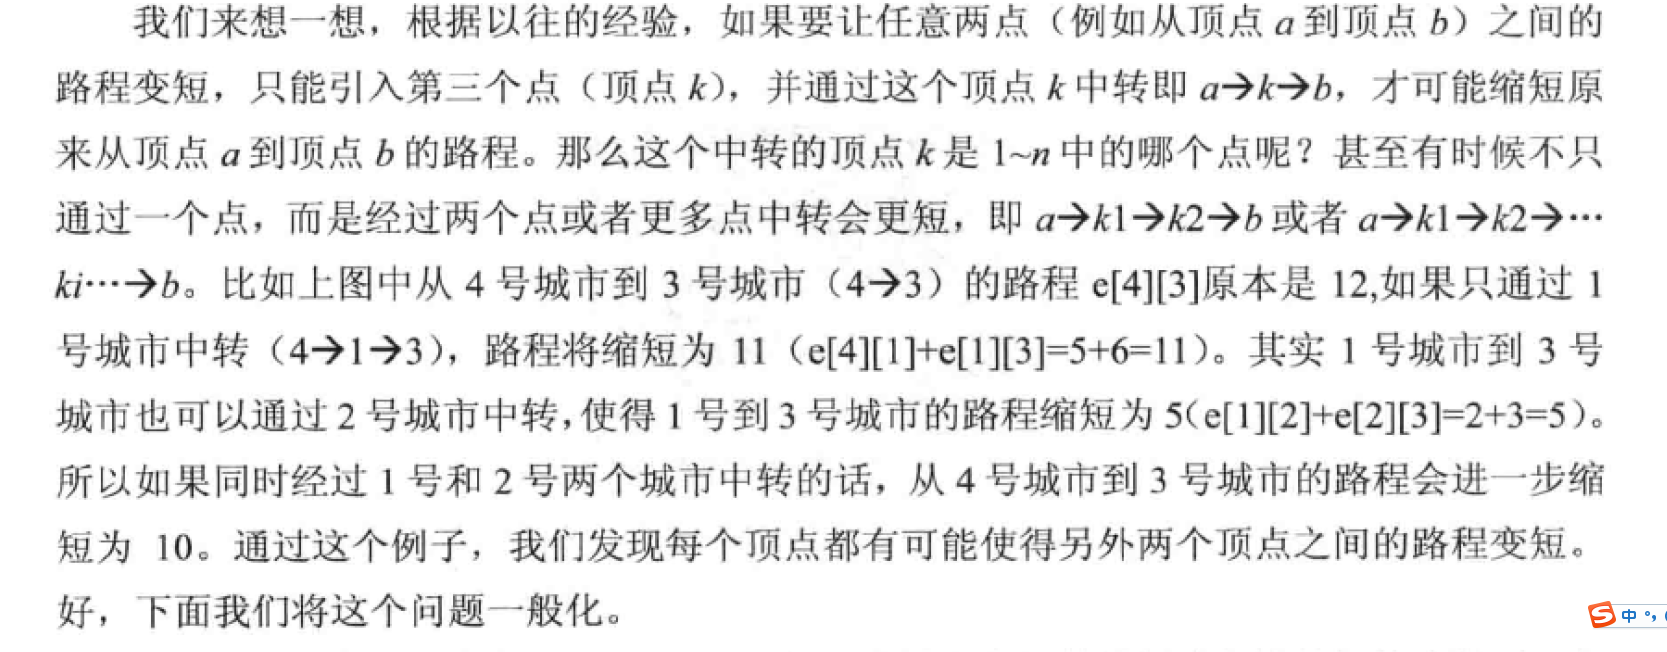 我们来想一想，根据以往的经验，如果要让任意两点（例如从顶点 a 到顶点 b）之间的
路程变短，只能引入第三个点（顶点 k），并通过这个顶点 k 中转即 a→k→b，才可能缩短原
来从顶点 a 到顶点 b 的路程。那么这个中转的顶点 k 是 1~n 中的哪个点呢？甚至有时候不只
通过一个点，而是经过两个点或者更多点中转会更短，即 a→k1→k2→b 或者 a→k1→k2→…
ki…→b。比如上图中从 4 号城市到 3 号城市（4→3）的路程 e[4][3]原本是 12,如果只通过 1
号城市中转（4→1→3），路程将缩短为 11（e[4][1]+e[1][3]=5+6=11）。其实 1 号城市到 3 号
城市也可以通过 2 号城市中转，使得 1 号到 3 号城市的路程缩短为 5（e[1][2]+e[2][3]=2+3=5）。
所以如果同时经过 1 号和 2 号两个城市中转的话，从 4 号城市到 3 号城市的路程会进一步缩
短为 10。通过这个例子，我们发现每个顶点都有可能使得另外两个顶点之间的路程变短。
好，下面我们将这个问题一般化。
S 中 °,